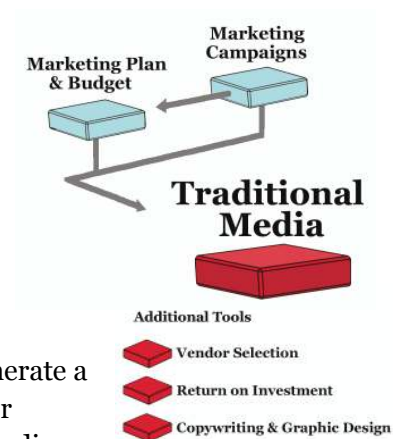 Marketing
Campaigns
Marketing Plan
& Budget
Traditional
Media
Additional Tools
Vendor Selection
Return on Investment
Copywriting & Graphic Design
a
r